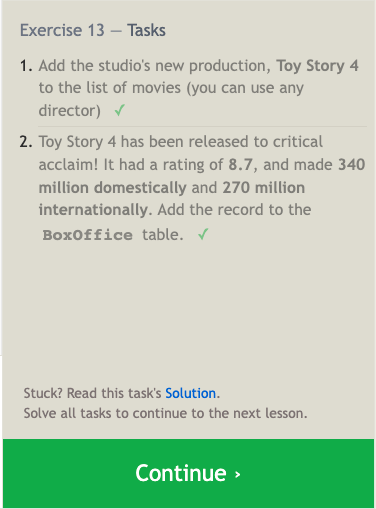 Exercise 13 — Tasks
1. Add the studio's new production, Toy Story 4
to the list of movies (you can use any
director) ✓
2. Toy Story 4 has been released to critical
acclaim! It had a rating of 8.7, and made 340
million domestically and 270 million
internationally. Add the record to the
BoxOffice table. ✓
Stuck? Read this task's Solution.
Solve all tasks to continue to the next lesson.
Continue ›